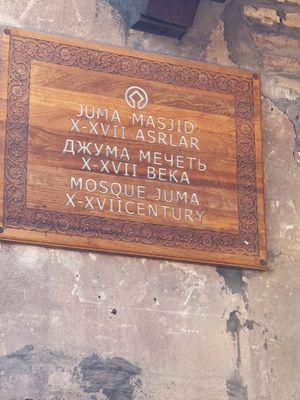 JUMA MASJID
X-XVII ASRLAR
ДЖУМА МЕЧЕТЬ
X-XVII ВЕКА
MOSQUE JUMA
X-XVIICENTURY